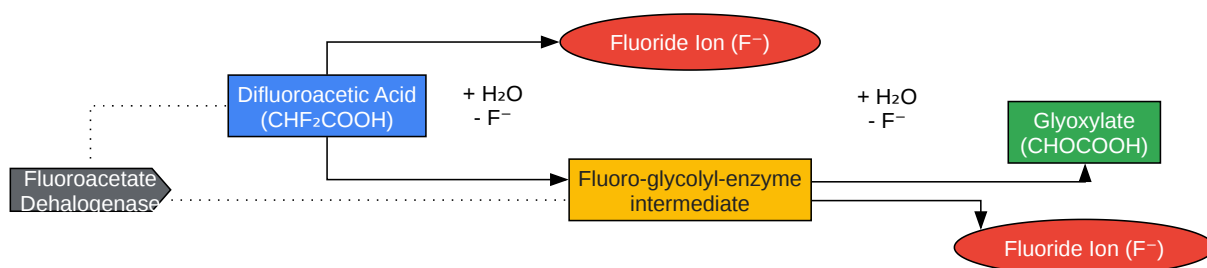 Fluoride Ion (F⁻)
Difluoroacetic Acid
(CHF₂COOH)
+ H₂O
- F⁻
+ H₂O
- F⁻
Glyoxylate
(CHOCOOH)
Fluoroacetate
Dehalogenase
Fluoro-glycolyl-enzyme
intermediate
Fluoride Ion (F⁻)